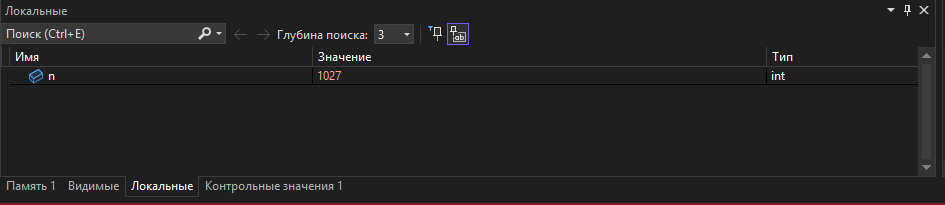 Локальные
Поиск (Ctrl+E) Глубина поиска: 3
Имя Значение Тип
n 1027 int
Память 1 Видимые Локальные Контрольные значения 1